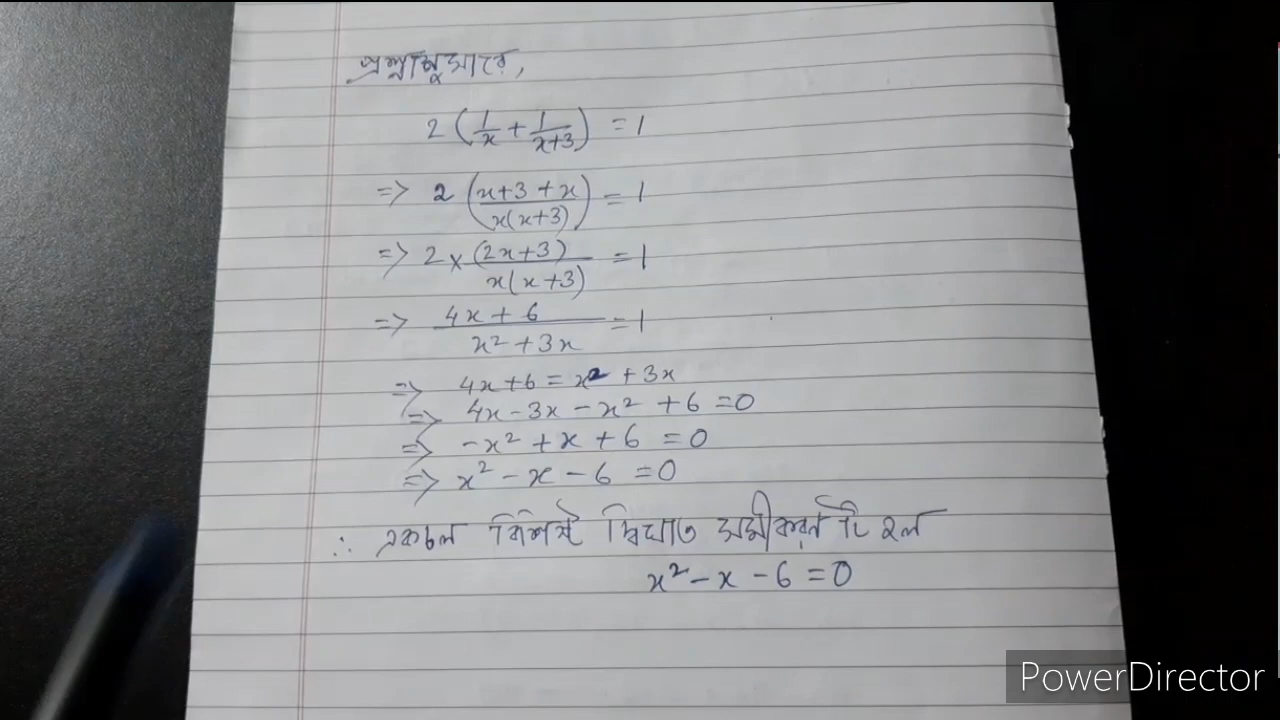 প্রশ্নানুসারে,
2 (1/x + 1/(x+3)) = 1
=> 2 ((x+3+x)/(x(x+3))) = 1
=> 2 × (2x+3)/(x(x+3)) = 1
=> (4x+6)/(x²+3x) = 1
=> 4x+6 = x² + 3x
=> 4x-3x-x² + 6 = 0
=> -x² + x + 6 = 0
=> x² - x - 6 = 0
∴ একচল বিশিষ্ট দ্বিঘাত সমীকরণ টি হল
x² - x - 6 = 0
PowerDirector